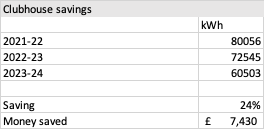 Clubhouse savings
kWh
2021-22 80056
2022-23 72545
2023-24 60503
Saving 24%
Money saved £ 7,430